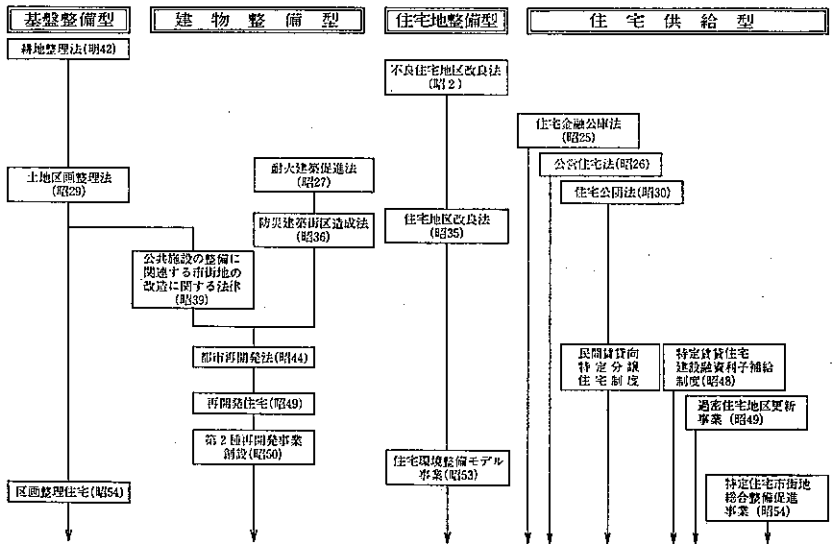 基盤整備型
建物整備型
住宅地整備型
住宅供給型
耕地整理法(明42)
土地区画整理法
(昭29)
区画整理住宅(昭54)
公共施設の整備に
関連する市街地の
改造に関する法律
(昭39)
耐火建築促進法
(昭27)
防災建築街区造成法
(昭36)
都市再開発法(昭44)
再開発住宅(昭49)
第2種再開発事業
創設(昭50)
不良住宅地区改良法
(昭2)
住宅地区改良法
(昭35)
住宅環境整備モデル
事業(昭53)
住宅金融公庫法
(昭25)
公営住宅法(昭26)
住宅公団法(昭30)
民間賃貸向
特定分譲
住宅制度
特定賃貸住宅
建設融資利子補給
制度(昭48)
過密住宅地区更新
事業(昭49)
特定住宅市街地
総合整備促進
事業(昭54)